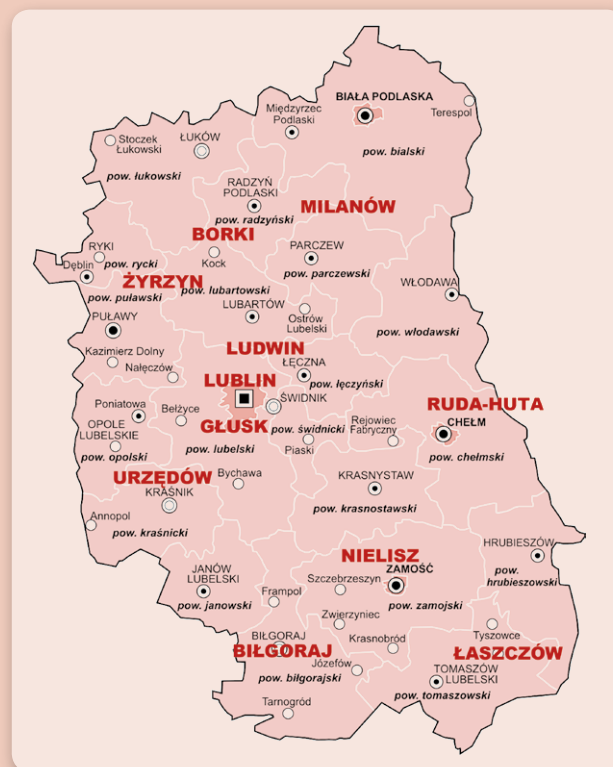 BIAŁA PODLASKA
Międzyrzec
Podlaski
Terespol
Stoczek
Łukowski
ŁUKÓW
pow. bialski
pow. łukowski
RADZYŃ
PODLASKI
MILANÓW
pow. radzyński
BORKI
RYKI
Kock
PARCZEW
Dęblin
pow. rycki
pow. parczewski
ŻYRZYN
WŁODAWA
pow. puławski
pow. lubartowski
LUBARTÓW
PUŁAWY
Ostrów
Lubelski
pow. włodawski
Kazimierz Dolny
LUDWIN
Nałęczów
ŁĘCZNA
LUBLIN
pow. łęczyński
ŚWIDNIK
Poniatowa
Bełżyce
RUDA-HUTA
OPOLE
LUBELSKIE
GŁUSK
pow. świdnicki
Rejowiec
Fabryczny
CHEŁM
pow. opolski
pow. lubelski
Piaski
pow. chełmski
URZĘDÓW
Bychawa
KRASNYSTAW
KRAŚNIK
Annopol
pow. kraśnicki
pow. krasnostawski
HRUBIESZÓW
NIELISZ
JANÓW
LUBELSKI
Szczebrzeszyn
ZAMOŚĆ
pow.
hrubieszowski
pow. janowski
Frampol
pow. zamojski
Zwierzyniec
Tyszowce
BIŁGORAJ
Krasnobród
BIŁGORAJ
ŁASZCZÓW
Józefów
TOMASZÓW
LUBELSKI
pow. biłgorajski
pow. tomaszowski
Tarnogród